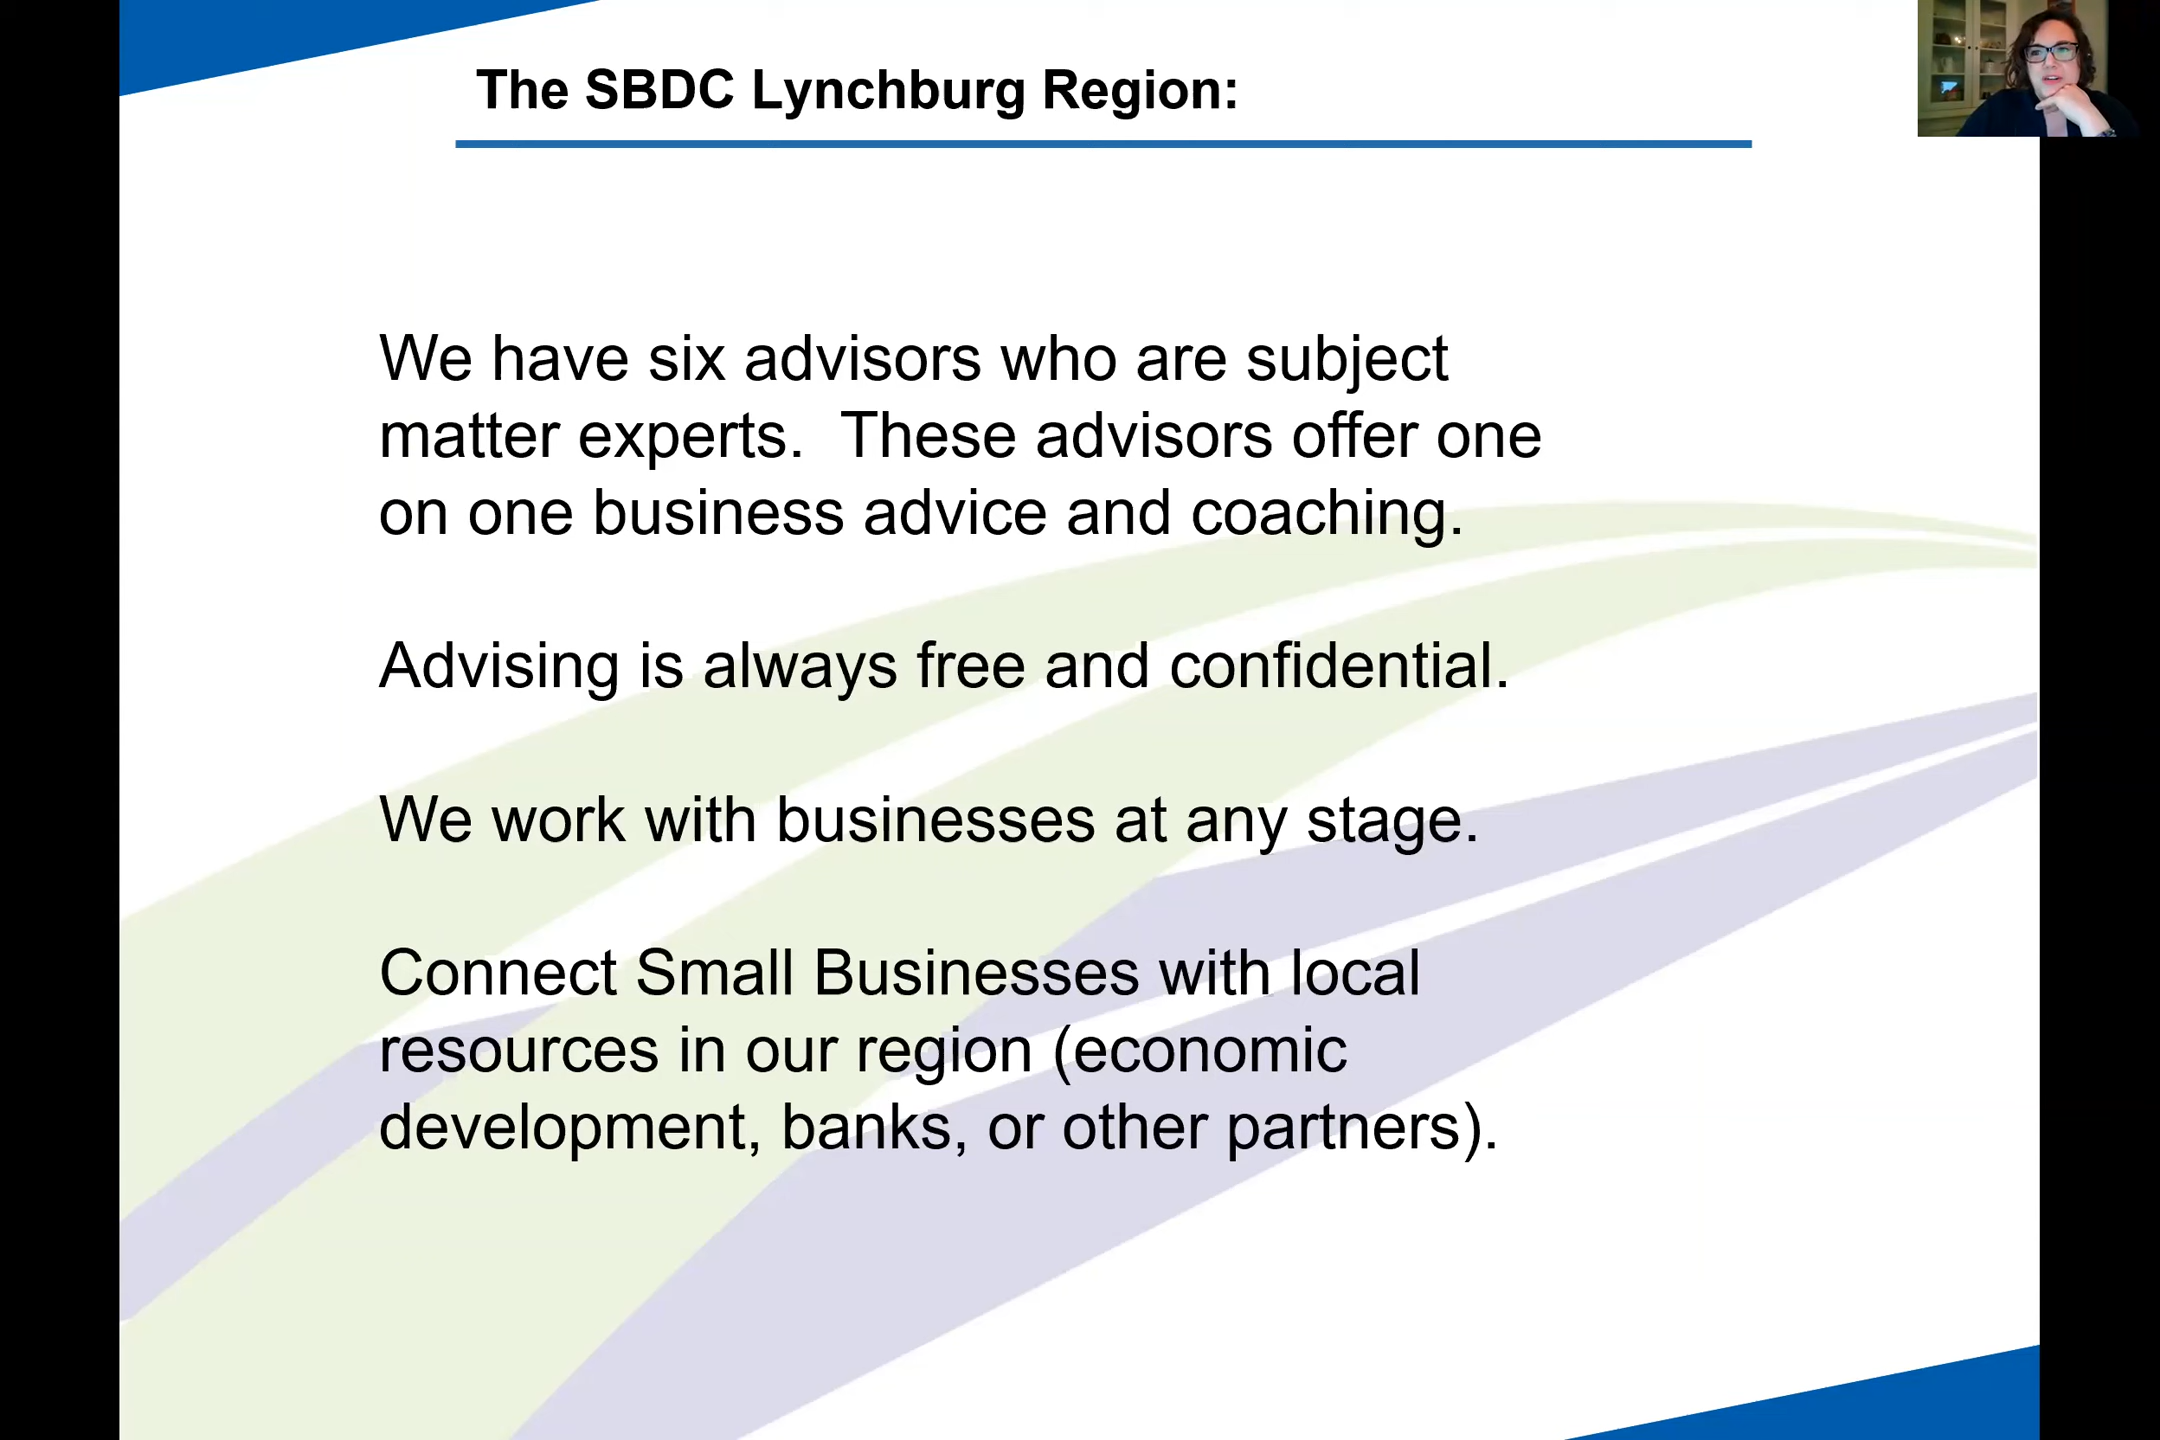 The SBDC Lynchburg Region:
We have six advisors who are subject
matter experts.  These advisors offer one
on one business advice and coaching.
Advising is always free and confidential.
We work with businesses at any stage.
Connect Small Businesses with local
resources in our region (economic
development, banks, or other partners).